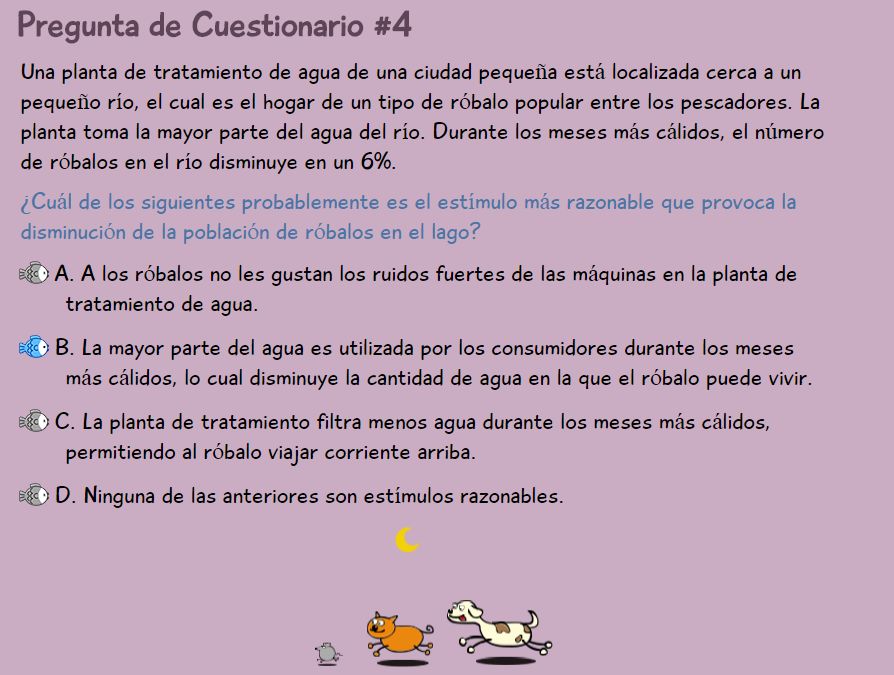 Pregunta de Cuestionario #4
Una planta de tratamiento de agua de una ciudad pequeña está localizada cerca a un
pequeño río, el cual es el hogar de un tipo de róbalo popular entre los pescadores. La
planta toma la mayor parte del agua del río. Durante los meses más cálidos, el número
de róbalos en el río disminuye en un 6%.
¿Cuál de los siguientes probablemente es el estímulo más razonable que provoca la
disminución de la población de róbalos en el lago?
A. A los róbalos no les gustan los ruidos fuertes de las máquinas en la planta de
tratamiento de agua.
B. La mayor parte del agua es utilizada por los consumidores durante los meses
más cálidos, lo cual disminuye la cantidad de agua en la que el róbalo puede vivir.
C. La planta de tratamiento filtra menos agua durante los meses más cálidos,
permitiendo al róbalo viajar corriente arriba.
D. Ninguna de las anteriores son estímulos razonables.